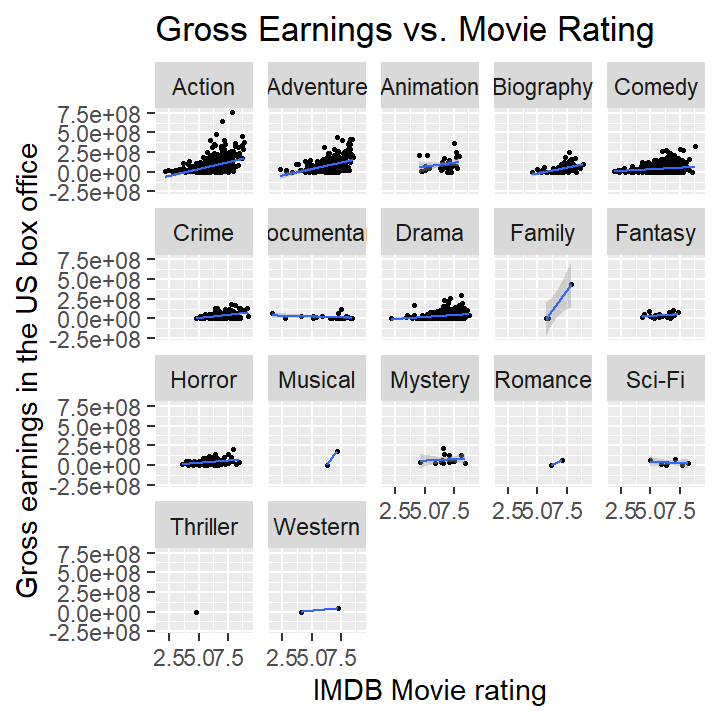 Gross Earnings vs. Movie Rating
Action Adventure Animation Biography Comedy
7.5e+08
5.0e+08
2.5e+08
0.0e+00
-2.5e+08
Crime ocumentar Drama Family Fantasy
7.5e+08
5.0e+08
2.5e+08
0.0e+00
-2.5e+08
Horror Musical Mystery Romance Sci-Fi
7.5e+08
5.0e+08
2.5e+08
0.0e+00
-2.5e+08
2.55.07.5 2.55.07.5 2.55.07.5
Thriller Western
7.5e+08
5.0e+08
2.5e+08
0.0e+00
-2.5e+08
2.55.07.5 2.55.07.5
Gross earnings in the US box office
IMDB Movie rating